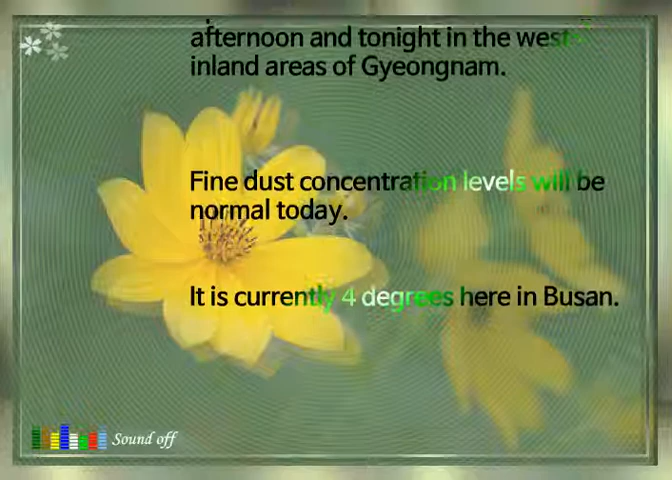 afternoon and tonight in the west
inland areas of Gyeongnam.
Fine dust concentration levels will be
normal today.
It is currently 4 degrees here in Busan.
Sound off